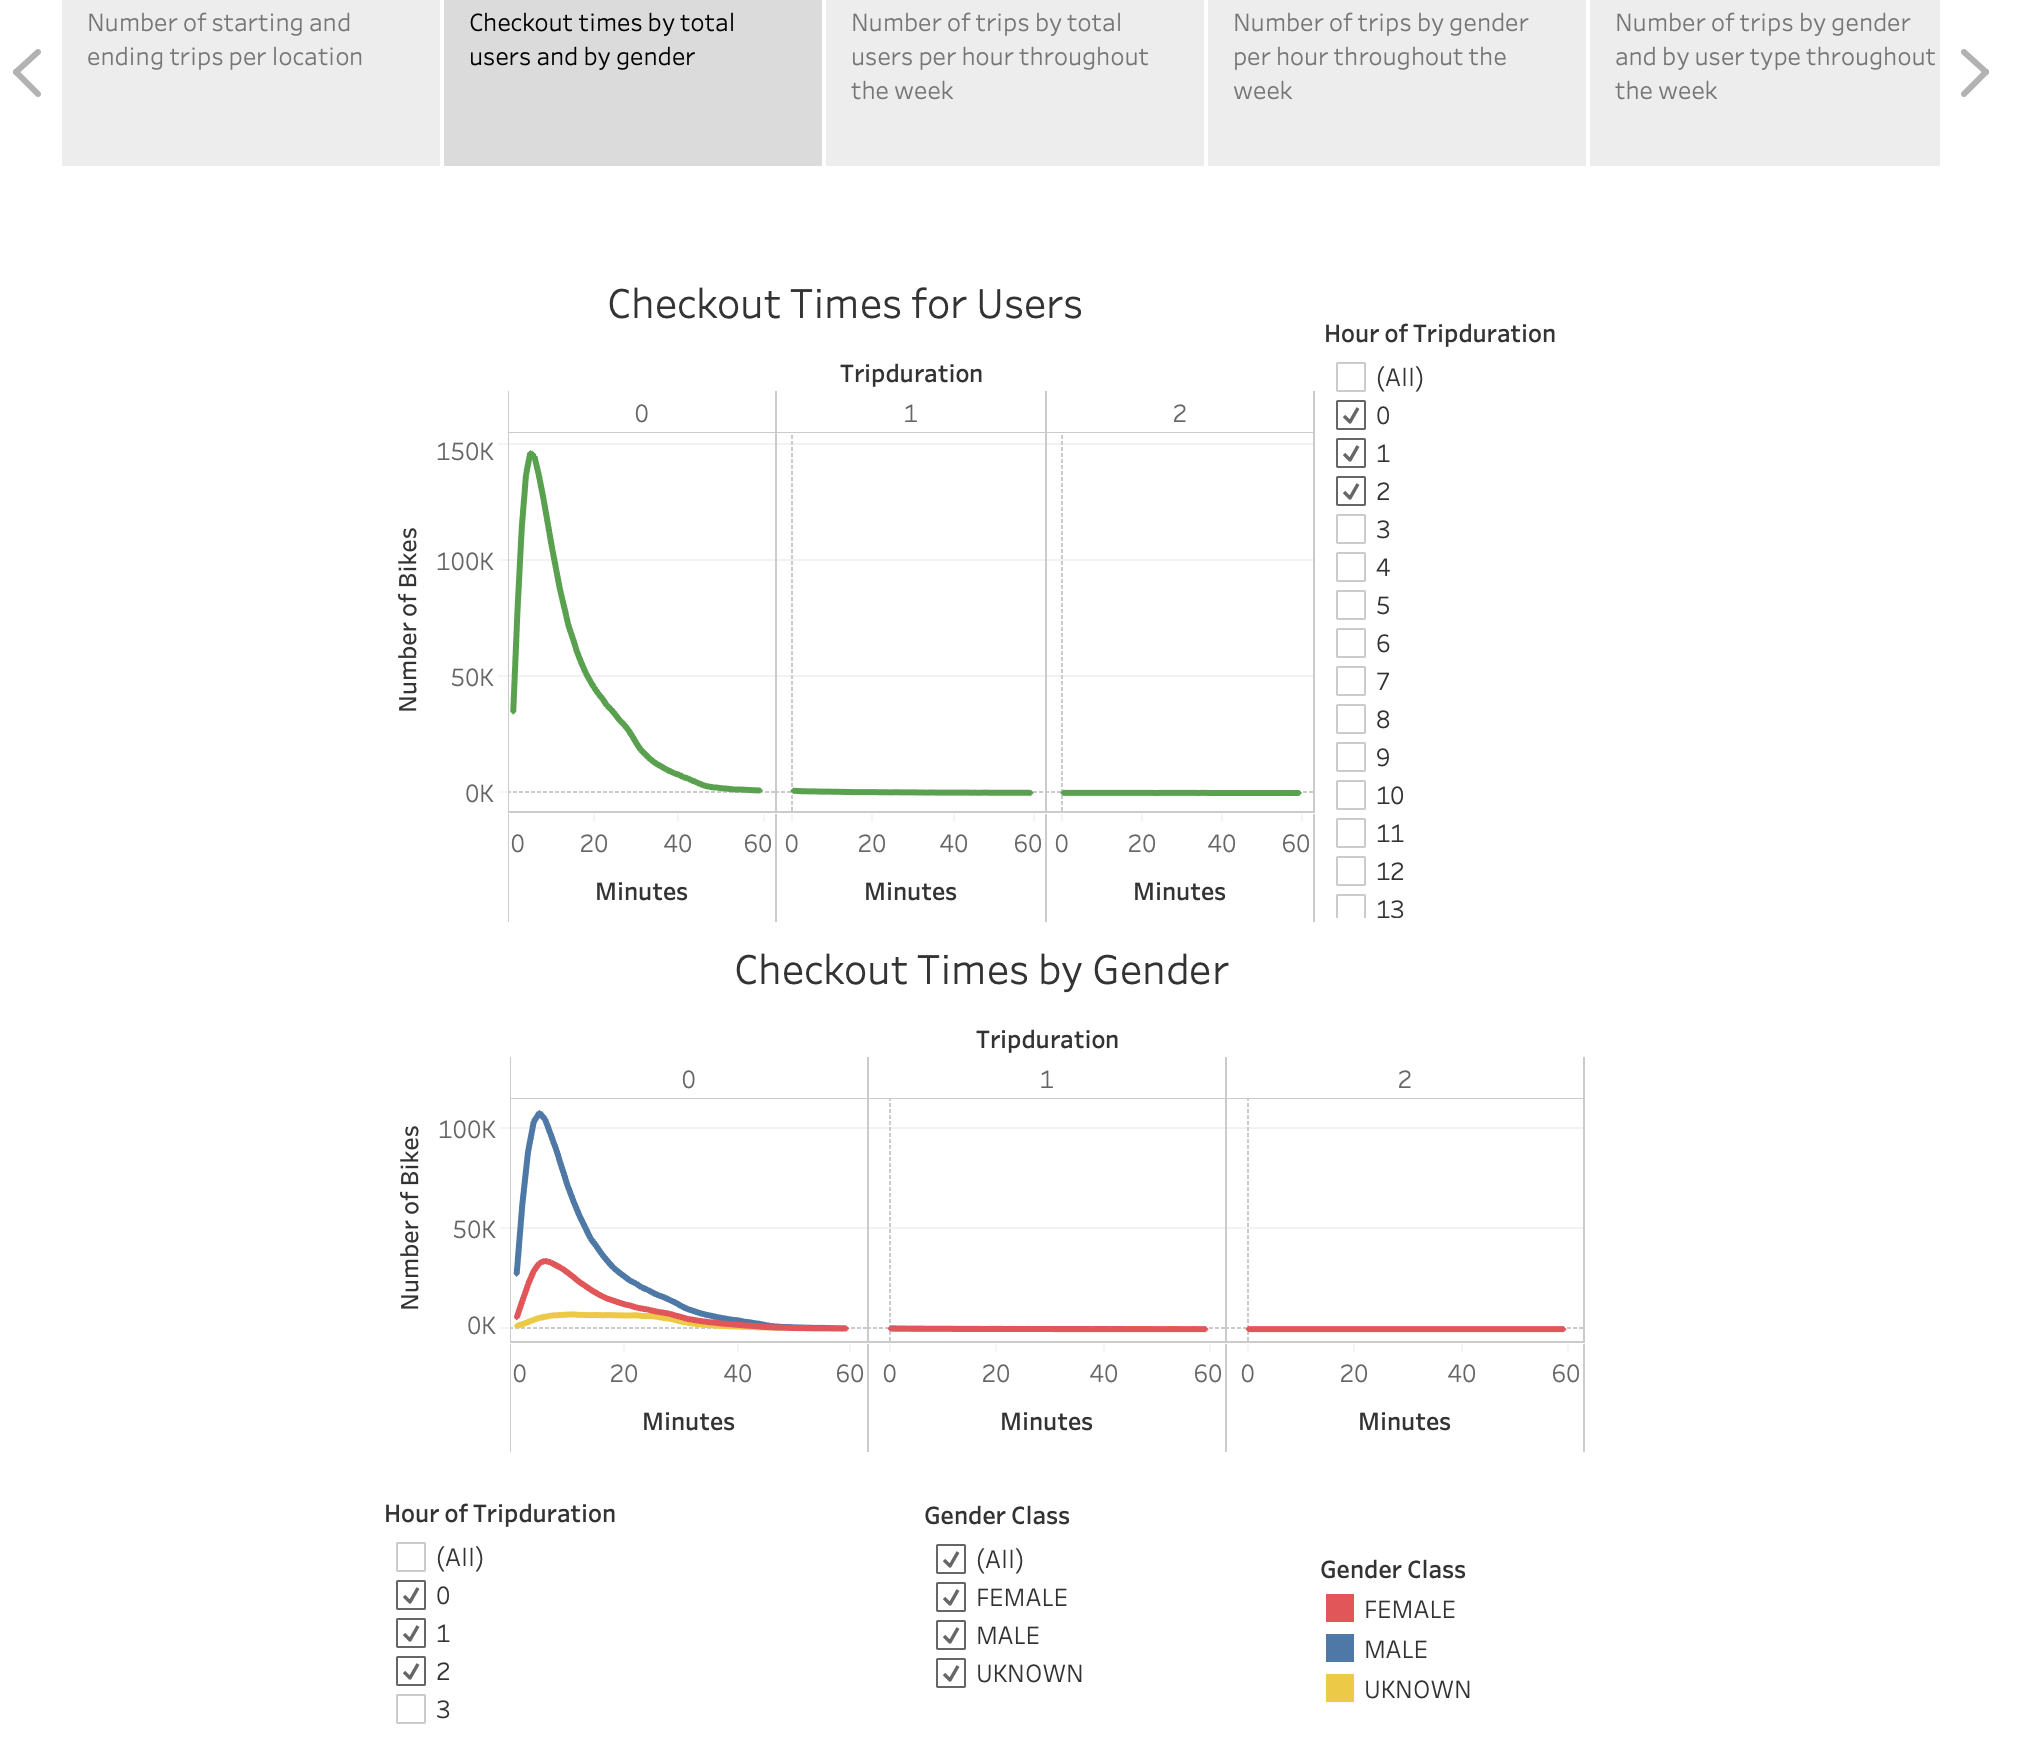 Number of starting and
ending trips per location
Checkout times by total
users and by gender
Number of trips by total
users per hour throughout
the week
Number of trips by gender
per hour throughout the
week
Number of trips by gender
and by user type throughout
the week
Checkout Times for Users
Tripduration
0 1 2
150K
100K
50K
0K
Number of Bikes
0 20 40 60 0 20 40 60 0 20 40 60
Minutes Minutes Minutes
Hour of Tripduration
(All)
0
1
2
3
4
5
6
7
8
9
10
11
12
13
Checkout Times by Gender
Tripduration
0 1 2
100K
50K
0K
Number of Bikes
0 20 40 60 0 20 40 60 0 20 40 60
Minutes Minutes Minutes
Hour of Tripduration
(All)
0
1
2
3
Gender Class
(All)
FEMALE
MALE
UKNOWN
Gender Class
FEMALE
MALE
UKNOWN